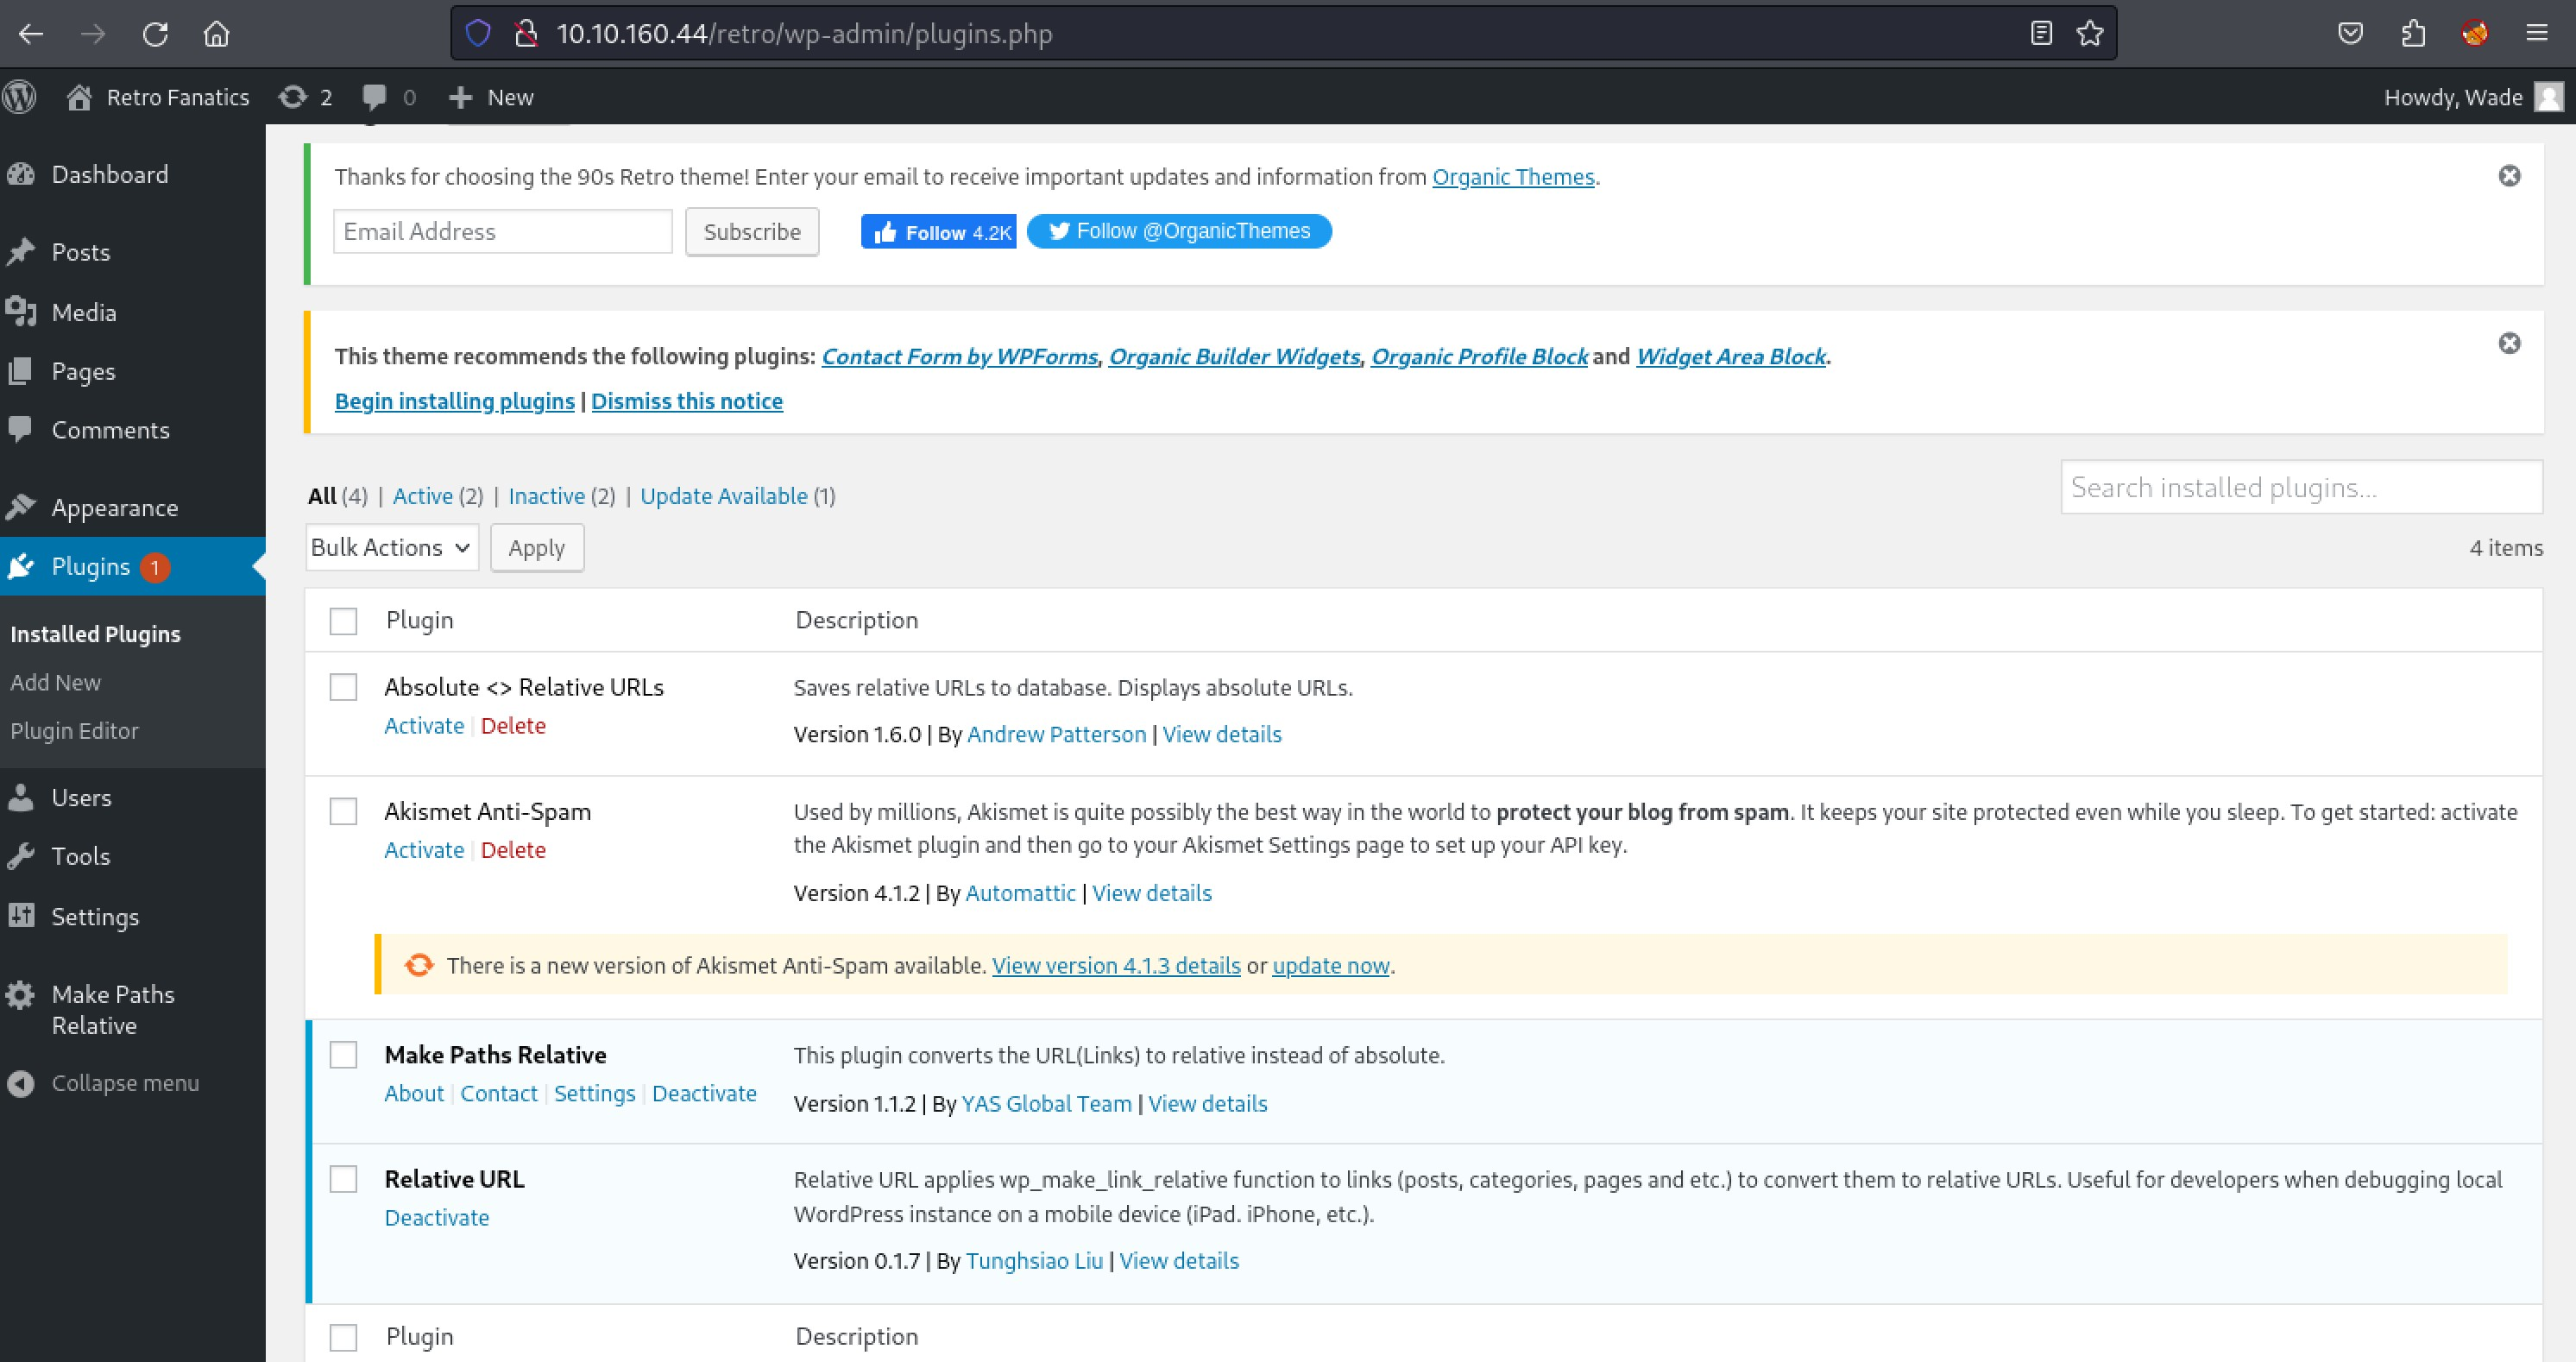 10.10.160.44/retro/wp-admin/plugins.php
Retro Fanatics 2 0 New Howdy, Wade
Dashboard
Posts
Media
Pages
Comments
Appearance
Plugins 1
Installed Plugins
Add New
Plugin Editor
Users
Tools
Settings
Make Paths
Relative
Collapse menu
Thanks for choosing the 90s Retro theme! Enter your email to receive important updates and information from Organic Themes.
Email Address Subscribe Follow 4.2K Follow @OrganicThemes
This theme recommends the following plugins: Contact Form by WPForms, Organic Builder Widgets, Organic Profile Block and Widget Area Block.
Begin installing plugins | Dismiss this notice
All (4) | Active (2) | Inactive (2) | Update Available (1)
Search installed plugins...
Bulk Actions Apply
4 items
Plugin Description
Absolute <> Relative URLs
Activate | Delete
Saves relative URLs to database. Displays absolute URLs.
Version 1.6.0 | By Andrew Patterson | View details
Akismet Anti-Spam
Activate | Delete
Used by millions, Akismet is quite possibly the best way in the world to protect your blog from spam. It keeps your site protected even while you sleep. To get started: activate
the Akismet plugin and then go to your Akismet Settings page to set up your API key.
Version 4.1.2 | By Automattic | View details
There is a new version of Akismet Anti-Spam available. View version 4.1.3 details or update now.
Make Paths Relative
About | Contact | Settings | Deactivate
This plugin converts the URL(Links) to relative instead of absolute.
Version 1.1.2 | By YAS Global Team | View details
Relative URL
Deactivate
Relative URL applies wp_make_link_relative function to links (posts, categories, pages and etc.) to convert them to relative URLs. Useful for developers when debugging local
WordPress instance on a mobile device (iPad. iPhone, etc.).
Version 0.1.7 | By Tunghsiao Liu | View details
Plugin Description